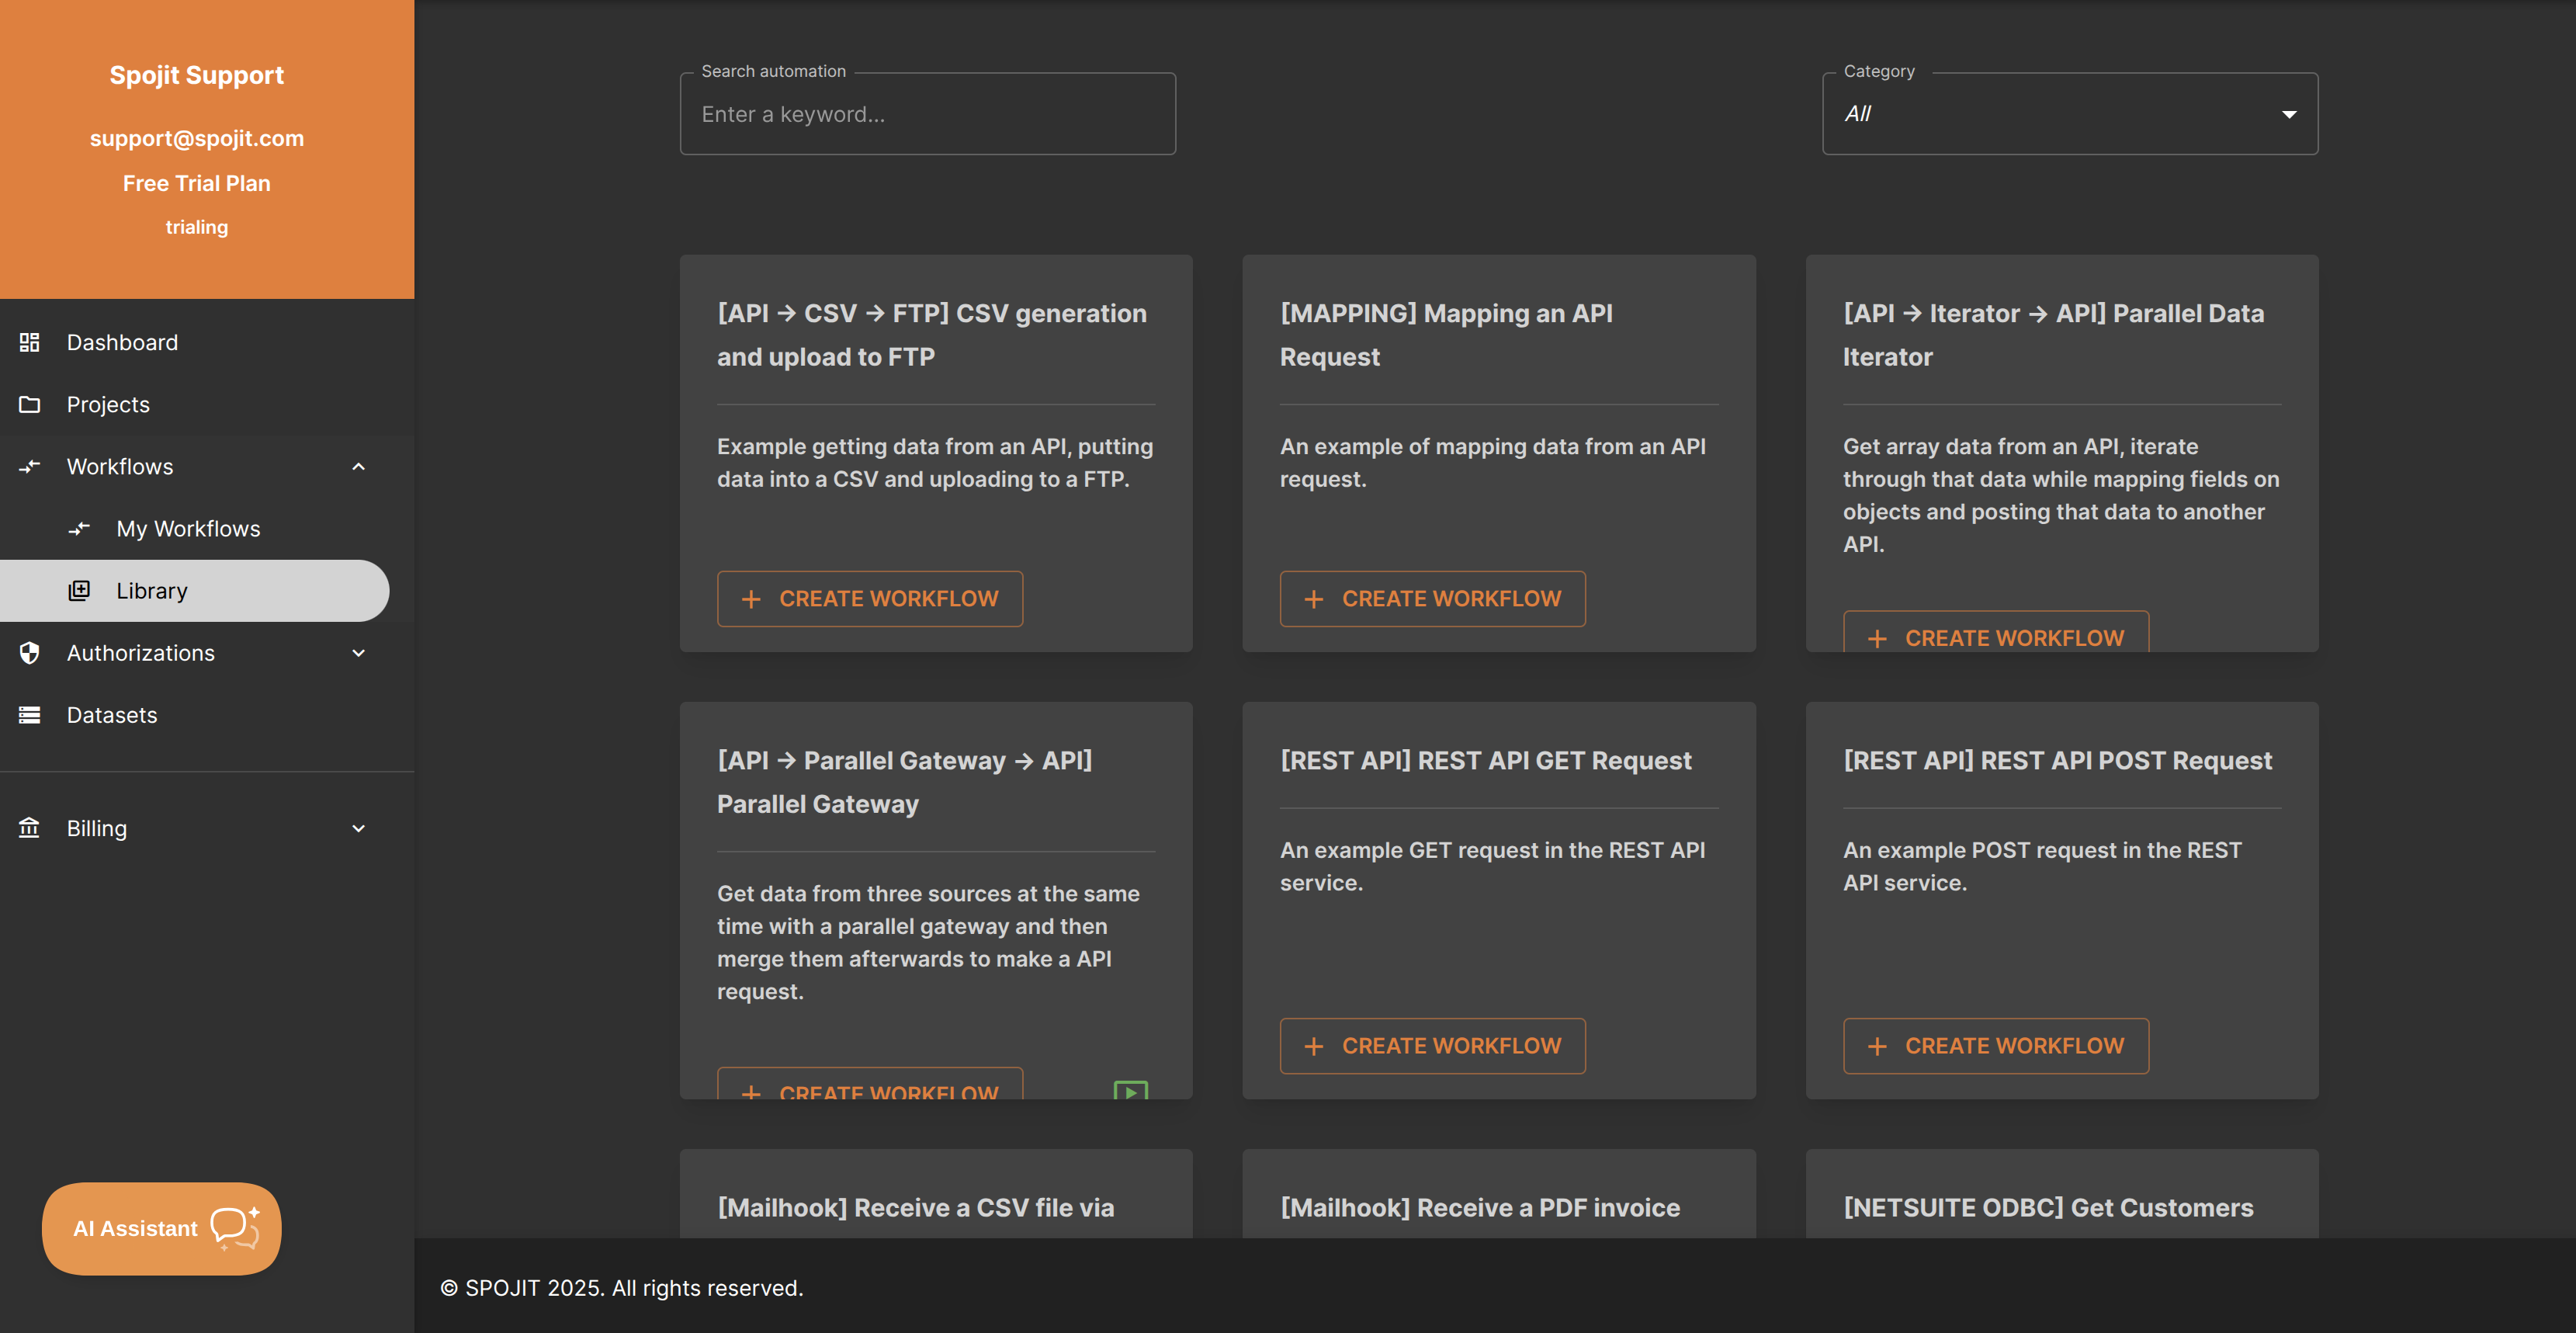 Spojit Support
support@spojit.com
Free Trial Plan
trialing
Dashboard
Projects
Workflows
My Workflows
Library
Authorizations
Datasets
Billing
AI Assistant
Search automation
Enter a keyword...
Category
All
[API → CSV → FTP] CSV generation
and upload to FTP
Example getting data from an API, putting
data into a CSV and uploading to a FTP.
+ CREATE WORKFLOW
[MAPPING] Mapping an API
Request
An example of mapping data from an API
request.
+ CREATE WORKFLOW
[API → Iterator → API] Parallel Data
Iterator
Get array data from an API, iterate
through that data while mapping fields on
objects and posting that data to another
API.
+ CREATE WORKFLOW
[API → Parallel Gateway → API]
Parallel Gateway
Get data from three sources at the same
time with a parallel gateway and then
merge them afterwards to make a API
request.
+ CREATE WORKFLOW
[REST API] REST API GET Request
An example GET request in the REST API
service.
+ CREATE WORKFLOW
[REST API] REST API POST Request
An example POST request in the REST
API service.
+ CREATE WORKFLOW
[Mailhook] Receive a CSV file via
[Mailhook] Receive a PDF invoice
[NETSUITE ODBC] Get Customers
© SPOJIT 2025. All rights reserved.